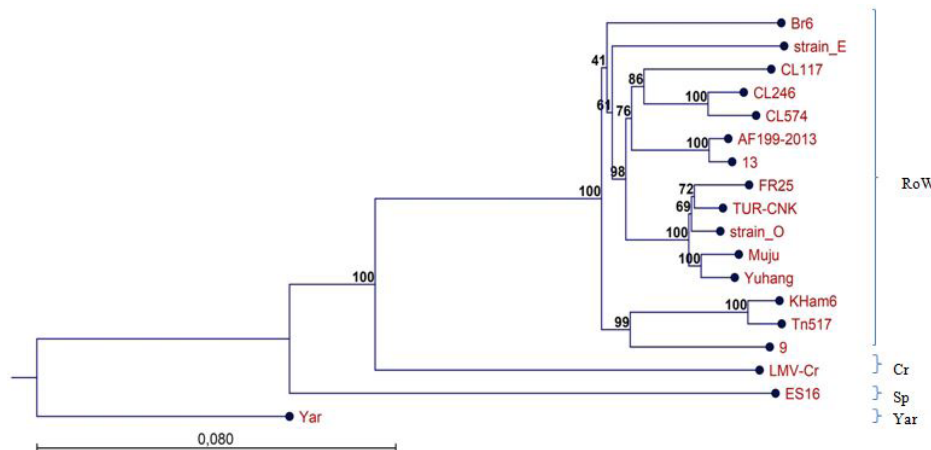 Br6
41
strain_E
CL117
RoW
86
CL246
100
61
76
CL574
AF199-2013
100
13
98
FR25
72
100
TUR-CNK
69
strain_O
100
Muju
100
100
Yuhang
KHam6
100
Tn517
99
9
LMV-Cr
Cr
ES16
Sp
Yar
Yar
0,080